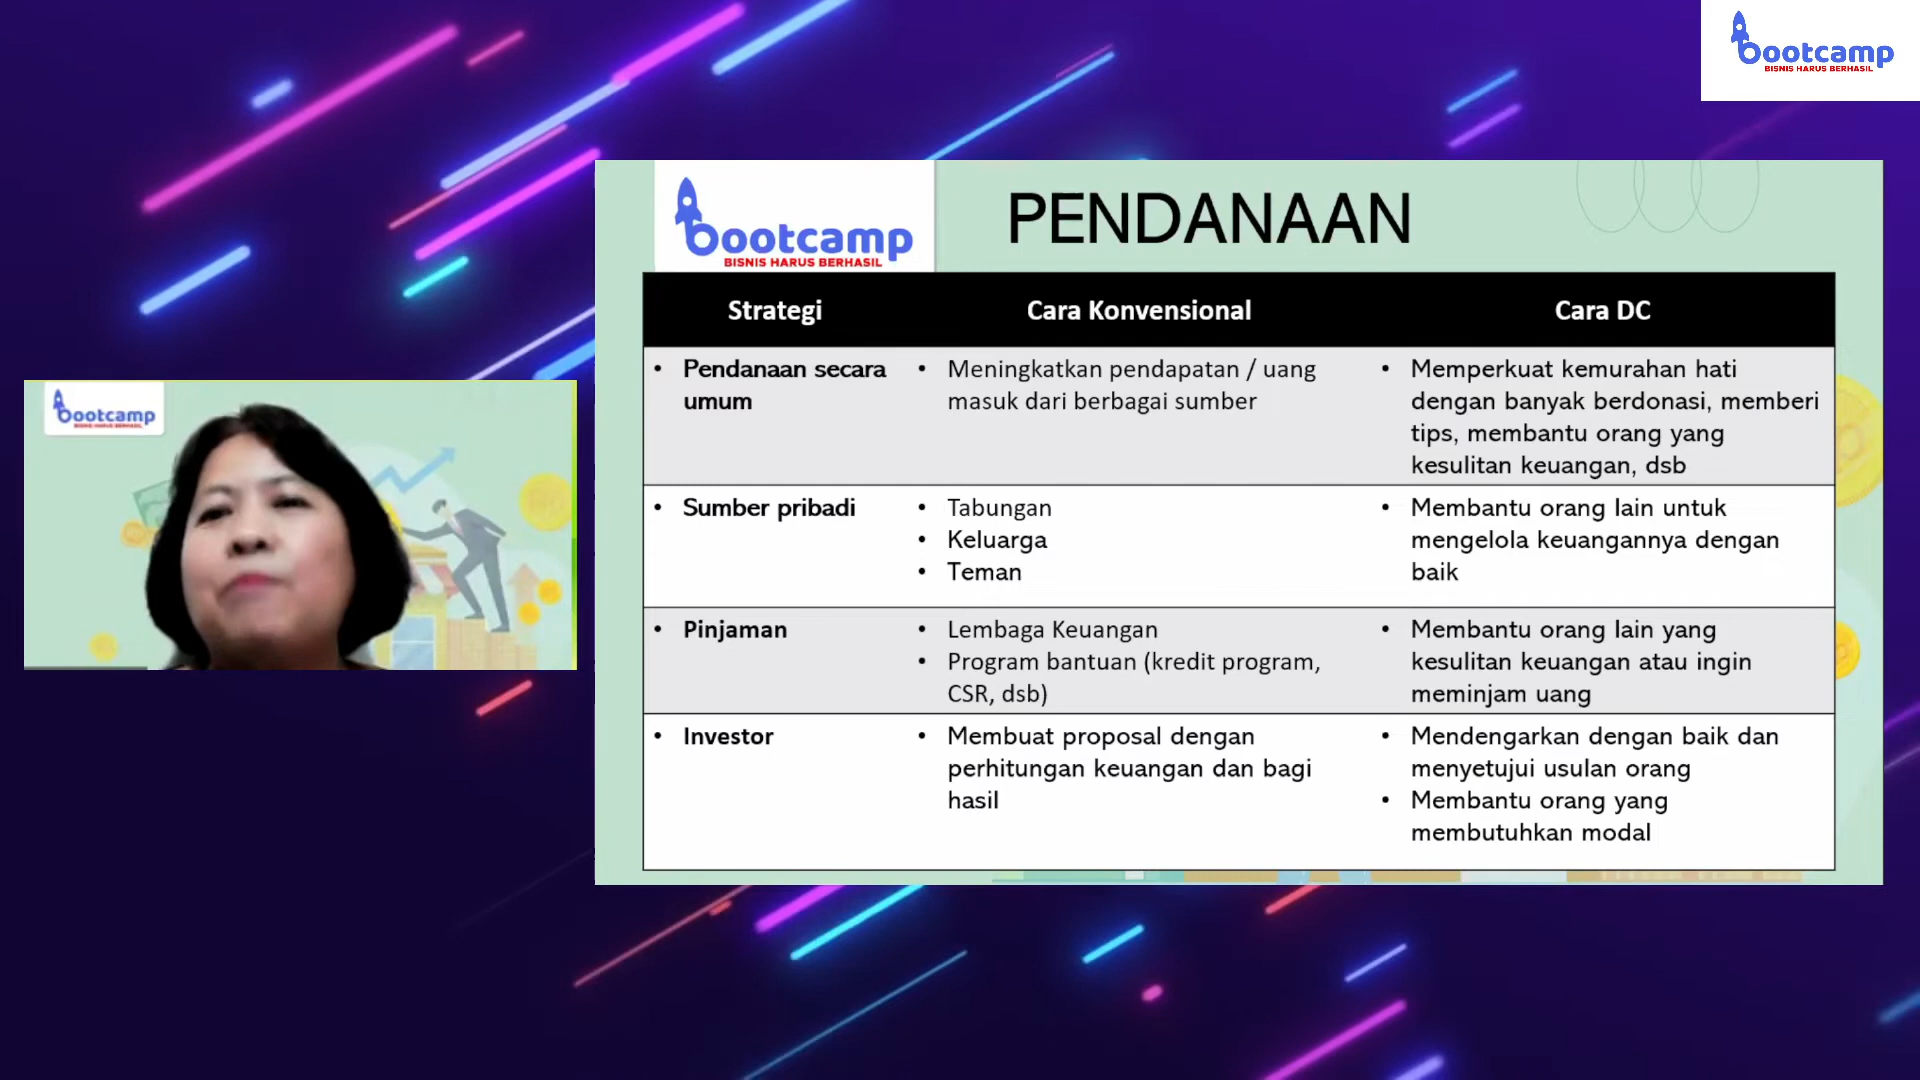 bootcamp
BISNIS HARUS BERHASIL
bootcamp
BISNIS HARUS BERHASIL
PENDANAAN
Strategi
Cara Konvensional
Cara DC
• Pendanaan secara
umum
• Meningkatkan pendapatan / uang
masuk dari berbagai sumber
• Memperkuat kemurahan hati
dengan banyak berdonasi, memberi
tips, membantu orang yang
kesulitan keuangan, dsb
• Sumber pribadi
• Tabungan
• Keluarga
• Teman
• Membantu orang lain untuk
mengelola keuangannya dengan
baik
• Pinjaman
• Lembaga Keuangan
• Program bantuan (kredit program,
CSR, dsb)
• Membantu orang lain yang
kesulitan keuangan atau ingin
meminjam uang
• Investor
• Membuat proposal dengan
perhitungan keuangan dan bagi
hasil
• Mendengarkan dengan baik dan
menyetujui usulan orang
• Membantu orang yang
membutuhkan modal
bootcamp
BISNIS HARUS BERHASIL